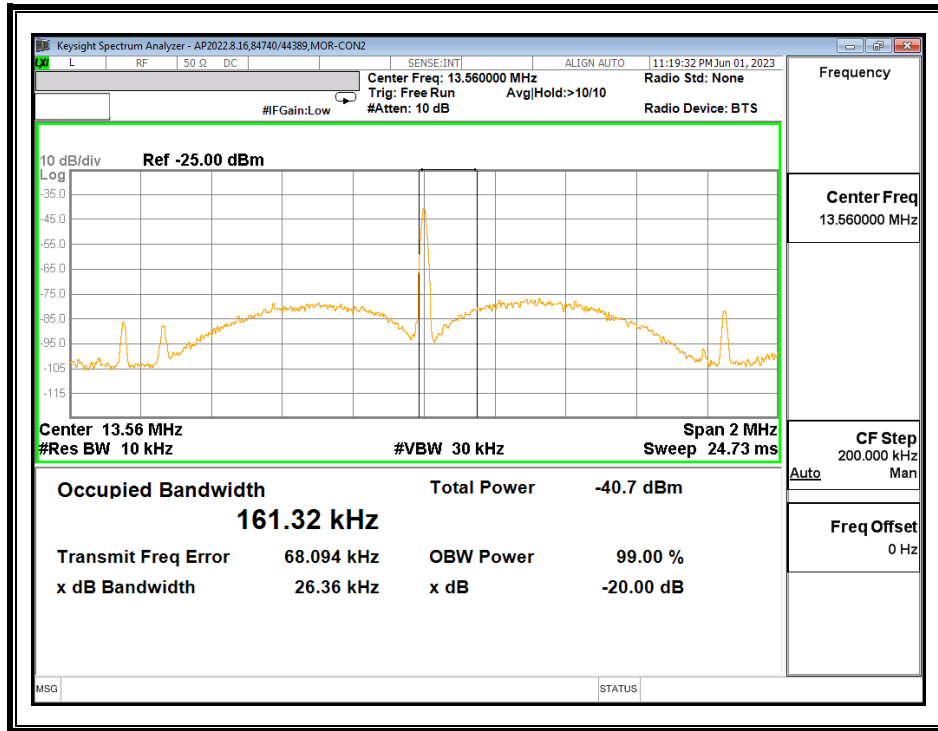 Keysight Spectrum Analyzer - AP2022.8.16,84740/44389,MOR-CON2
LXI L RF 50 Ω DC SENSE:INT ALIGN AUTO 11:19:32 PM Jun 01, 2023
Center Freq: 13.560000 MHz Radio Std: None
Trig: Free Run Avg|Hold:>10/10
#IFGain:Low #Atten: 10 dB Radio Device: BTS
10 dB/div Ref -25.00 dBm
Log
-35.0
-45.0
-55.0
-65.0
-75.0
-85.0
-95.0
-105
-115
Center 13.56 MHz Span 2 MHz
#Res BW 10 kHz #VBW 30 kHz Sweep 24.73 ms
Occupied Bandwidth Total Power -40.7 dBm
161.32 kHz
Transmit Freq Error 68.094 kHz OBW Power 99.00 %
x dB Bandwidth 26.36 kHz x dB -20.00 dB
MSG STATUS
Frequency
Center Freq
13.560000 MHz
CF Step
200.000 kHz
Auto Man
Freq Offset
0 Hz